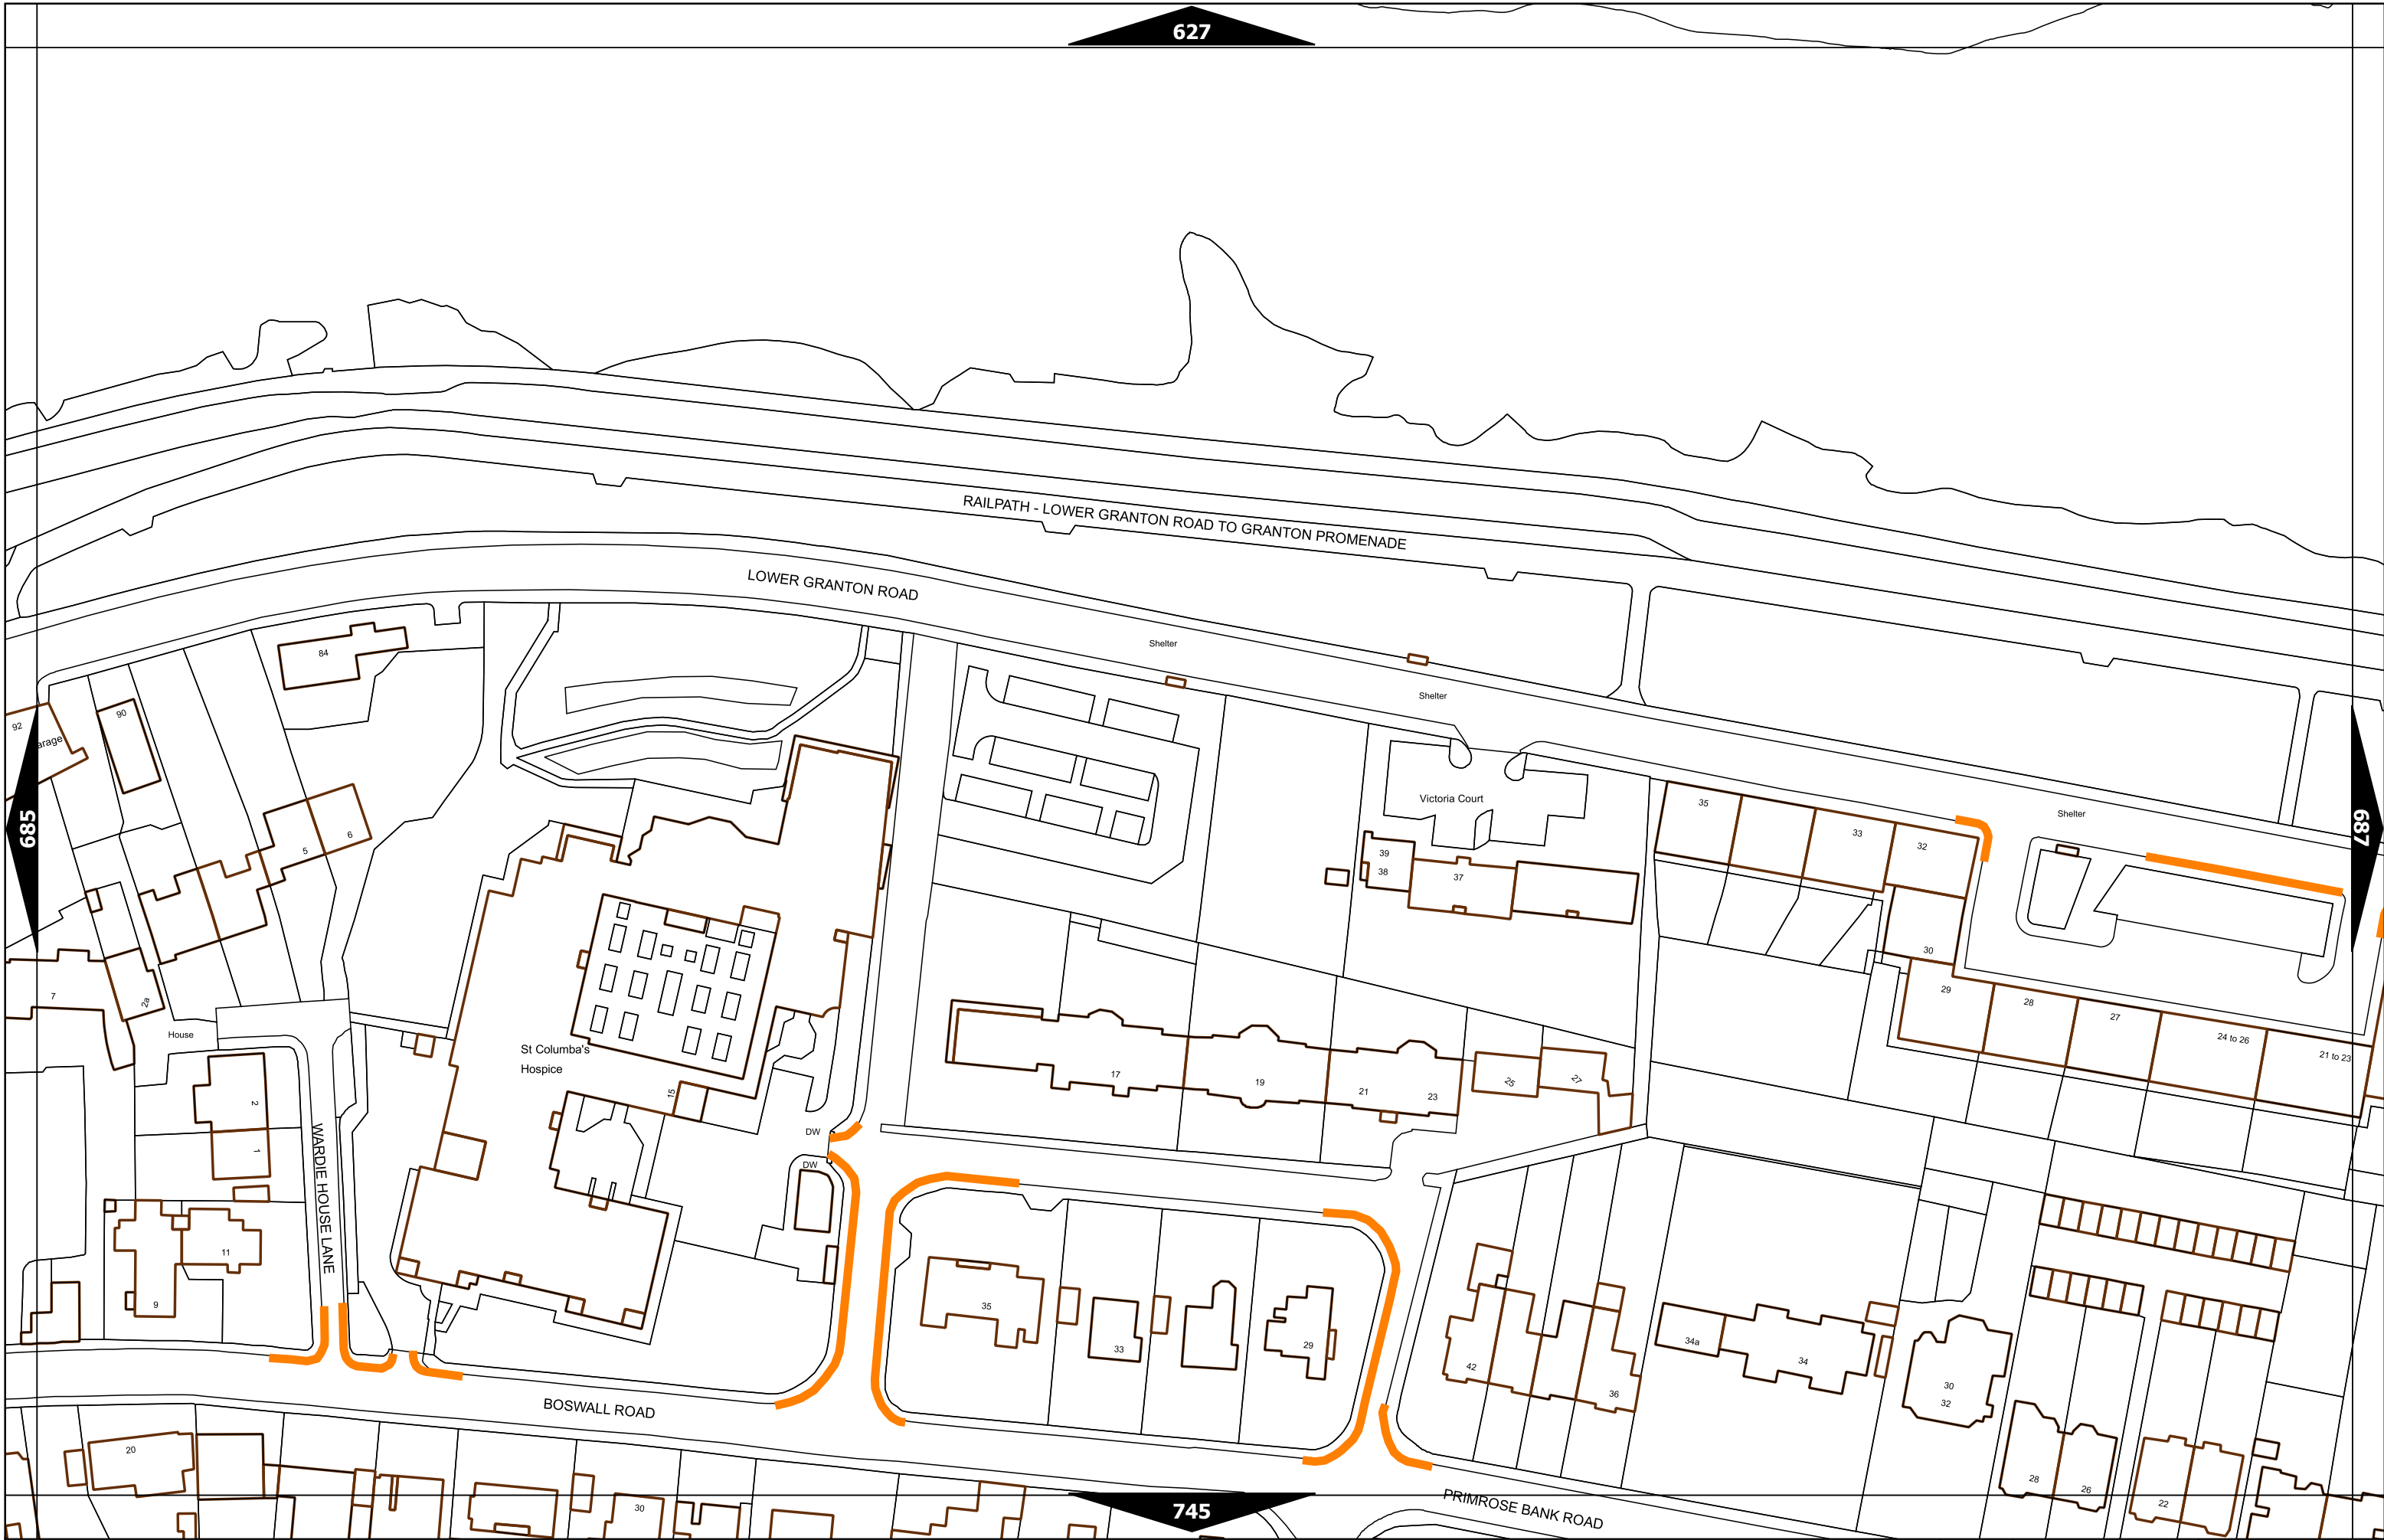 627
RAILPATH - LOWER GRANTON ROAD TO GRANTON PROMENADE
LOWER GRANTON ROAD
Shelter
84
Shelter
90
92
arage
Victoria Court
35
Shelter
685
687
6
5
33
32
39
38
37
30
7
2a
29
28
27
24 to 26
21 to 23
House
St Columba's
Hospice
15
17
19
21
23
25
27
2
1
WARDIE HOUSE LANE
DW
DW
11
9
35
33
29
42
36
34a
34
30
32
BOSWALL ROAD
20
30
28
26
22
745
PRIMROSE BANK ROAD